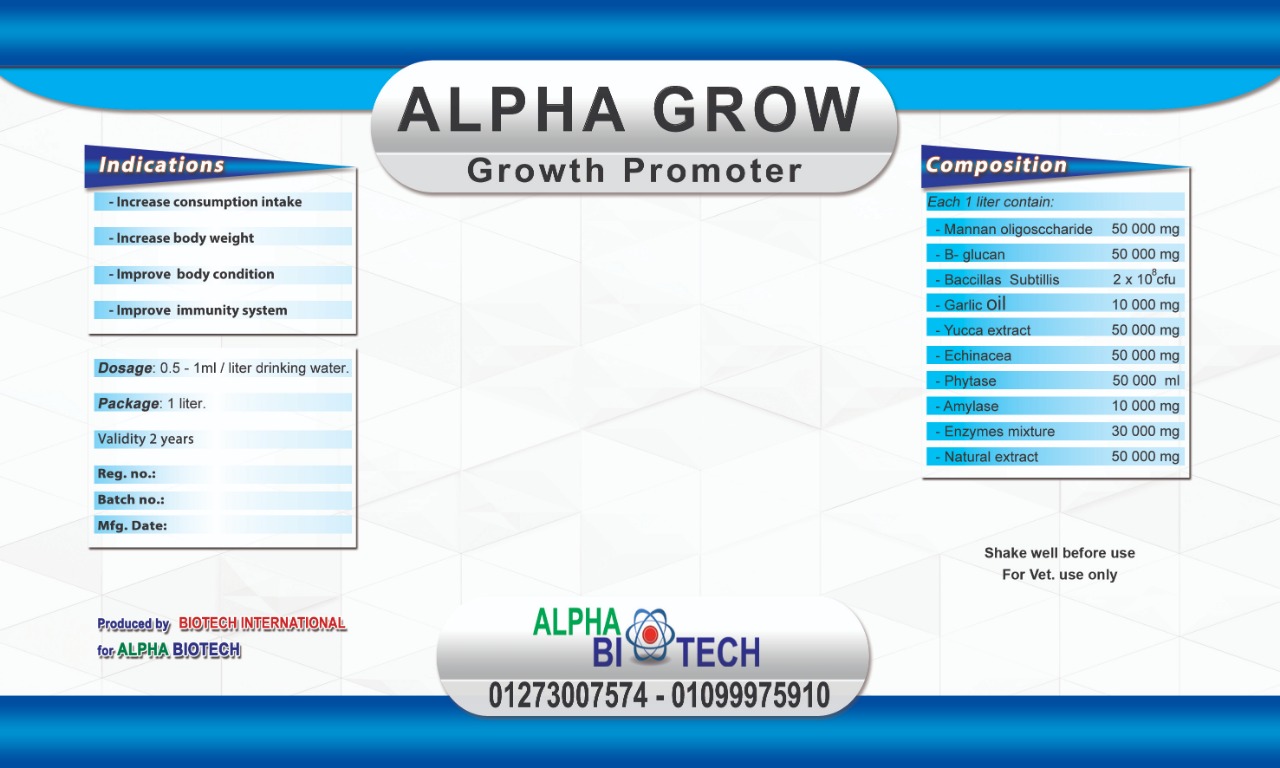 ALPHA GROW
Growth Promoter
Indications
- Increase consumption intake
- Increase body weight
- Improve body condition
- Improve immunity system
Dosage: 0.5 - 1ml / liter drinking water.
Package: 1 liter.
Validity 2 years
Reg. no.:
Batch no.:
Mfg. Date:
Produced by BIOTECH INTERNATIONAL
for ALPHA BIOTECH
Composition
Each 1 liter contain:
- Mannan oligosccharide 50 000 mg
- B- glucan 50 000 mg
- Baccillas Subtillis 2 x 10⁸cfu
- Garlic oil 10 000 mg
- Yucca extract 50 000 mg
- Echinacea 50 000 mg
- Phytase 50 000 ml
- Amylase 10 000 mg
- Enzymes mixture 30 000 mg
- Natural extract 50 000 mg
Shake well before use
For Vet. use only
ALPHA
BI TECH
01273007574 - 01099975910